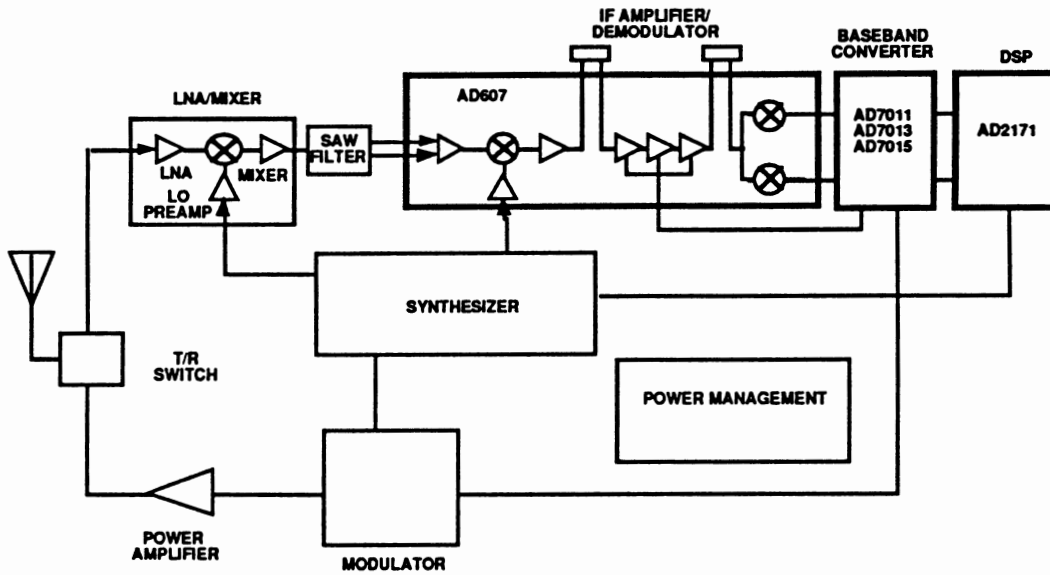 IF AMPLIFIER/
DEMODULATOR
BASEBAND
CONVERTER
DSP
LNA/MIXER
AD607
AD7011
AD7013
AD7015
AD2171
SAW
FILTER
LNA
MIXER
LO
PREAMP
SYNTHESIZER
T/R
SWITCH
POWER MANAGEMENT
POWER
AMPLIFIER
MODULATOR